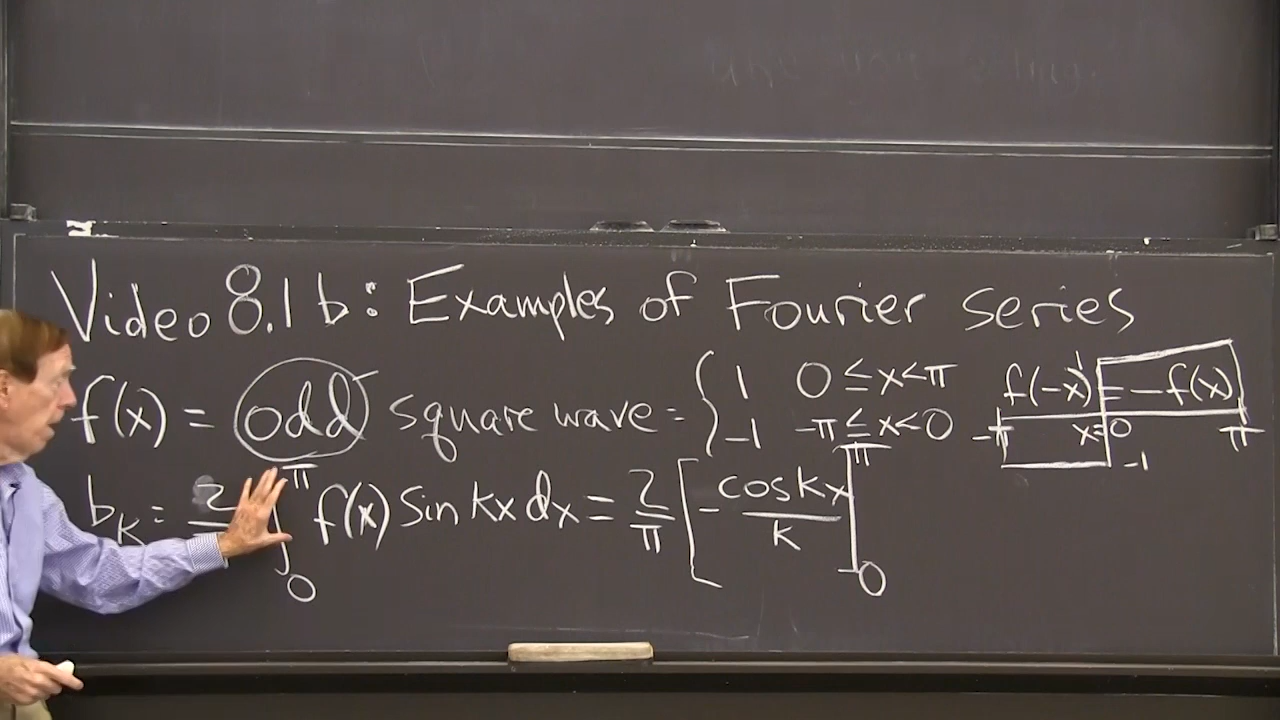 Video 8.1b: Examples of Fourier series
f(x) = odd square wave = { 1 0 ≤ x < π
-1 -π ≤ x < 0
1
f(-x) = -f(x)
-π x=0 π
-1
b_k = 2 ∫_0^π f(x) sin kx dx = 2/π [ - cos kx / k ]_0^π